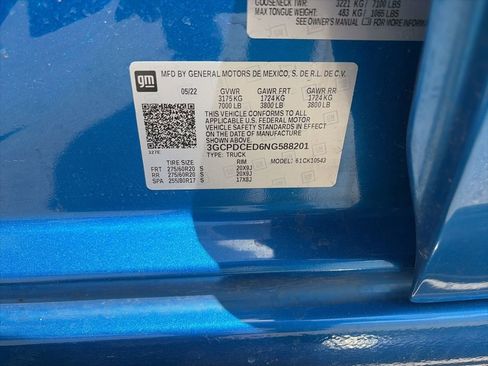 GOOSENECK TWR 3221 KG / 7100 LBS
MAX TONGUE WT: 483 KG / 1065 LBS
SEE OWNER'S MANUAL FOR MORE INFORMATION
gm
MFD BY GENERAL MOTORS DE MEXICO, S. DE R.L. DE C.V.
05/22 GVWR GAWR FRT GAWR RR
3175 KG 1724 KG 1724 KG
7000 LB 3800 LB 3800 LB
THIS VEHICLE CONFORMS TO ALL
APPLICABLE U.S. FEDERAL MOTOR
VEHICLE SAFETY STANDARDS IN
EFFECT ON THE DATE OF MANUFACTURE
SHOWN ABOVE.
3GCPDCED6NG588201
TYPE: TRUCK
327E
TIRE SIZE RIM MODEL: 61CK10543
FRT 275/60R20 S 20X9J
RR 275/60R20 S 20X9J
SPA 255/80R17 S 17X8J